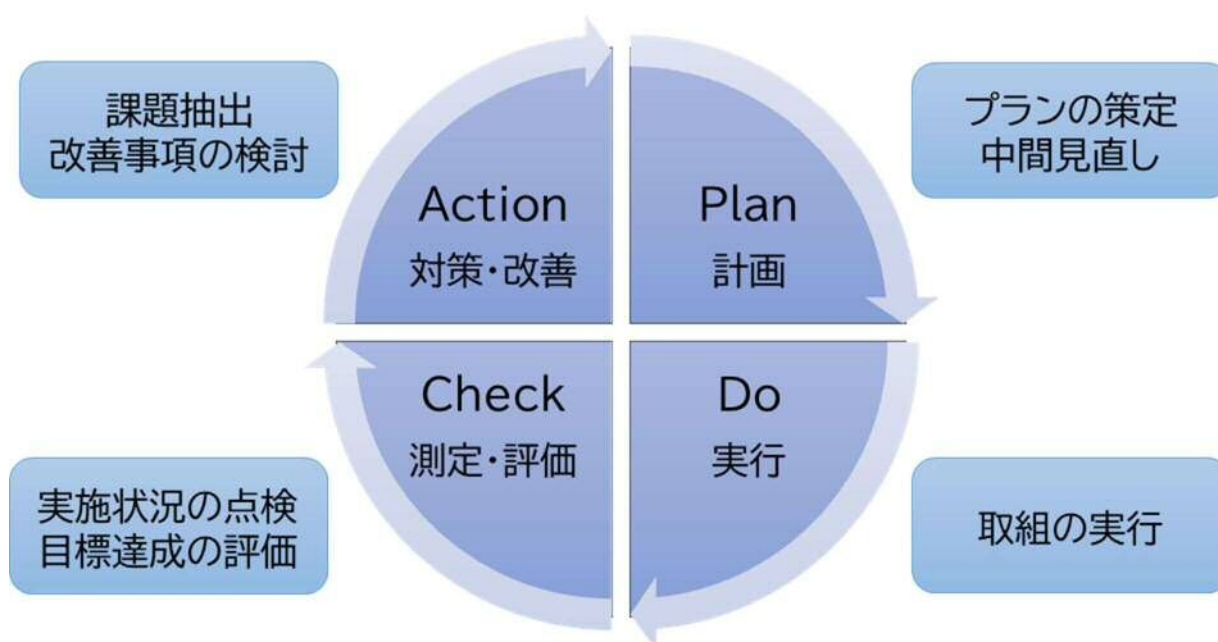 課題抽出
改善事項の検討
Action
対策・改善
Plan
計画
プランの策定
中間見直し
実施状況の点検
目標達成の評価
Check
測定・評価
Do
実行
取組の実行